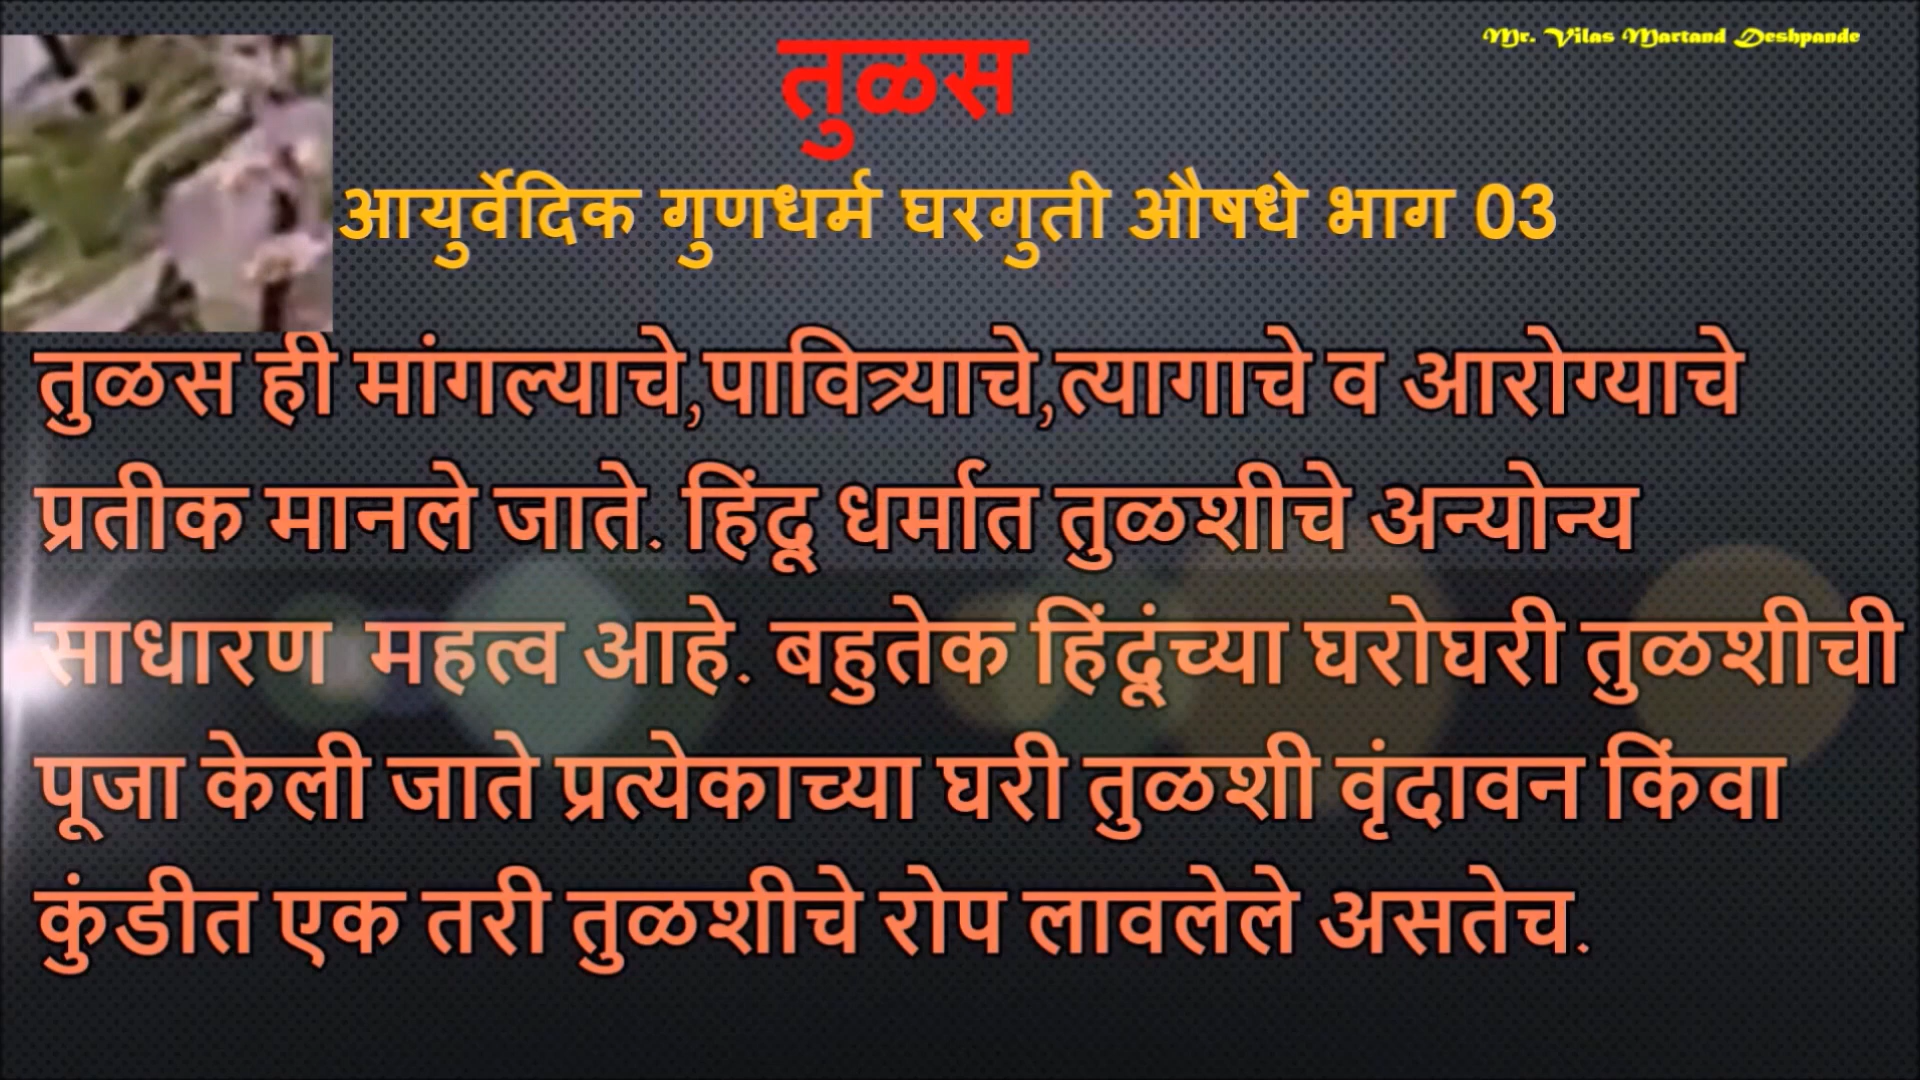 Mr. Vilas Martand Deshpande
तुळस
आयुर्वेदिक गुणधर्म घरगुती औषधे भाग 03
तुळस ही मांगल्याचे,पावित्र्याचे,त्यागाचे व आरोग्याचे
प्रतीक मानले जाते. हिंदू धर्मात तुळशीचे अन्योन्य
साधारण महत्व आहे. बहुतेक हिंदूंच्या घरोघरी तुळशीची
पूजा केली जाते प्रत्येकाच्या घरी तुळशी वृंदावन किंवा
कुंडीत एक तरी तुळशीचे रोप लावलेले असतेच.